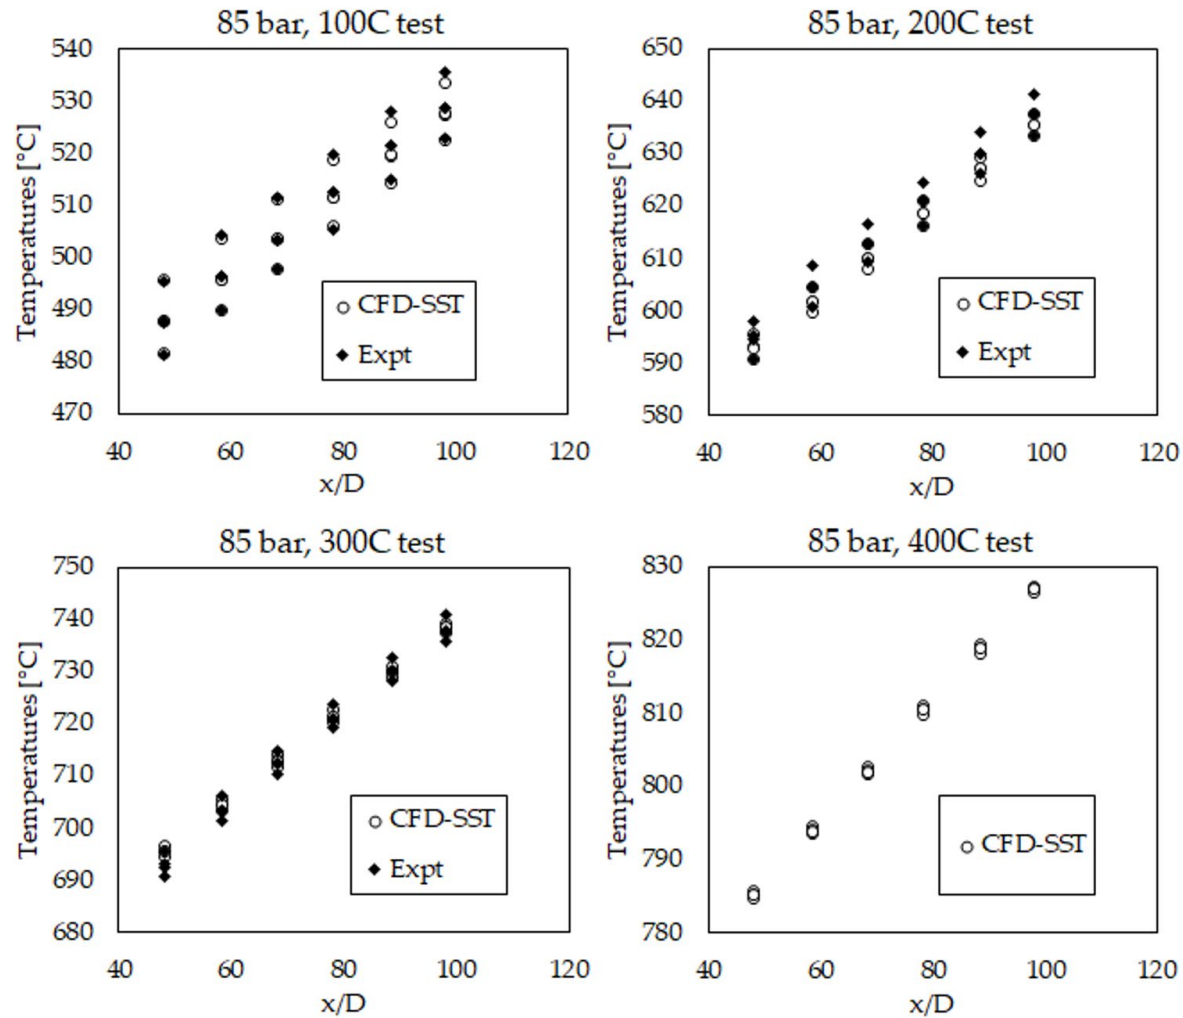 85 bar, 100C test
540
530
520
510
500
490
480
470
Temperatures [°C]
40 60 80 100 120
x/D
CFD-SST
Expt
85 bar, 200C test
650
640
630
620
610
600
590
580
Temperatures [°C]
40 60 80 100 120
x/D
CFD-SST
Expt
85 bar, 300C test
750
740
730
720
710
700
690
680
Temperatures [°C]
40 60 80 100 120
x/D
CFD-SST
Expt
85 bar, 400C test
830
820
810
800
790
780
Temperatures [°C]
40 60 80 100 120
x/D
CFD-SST